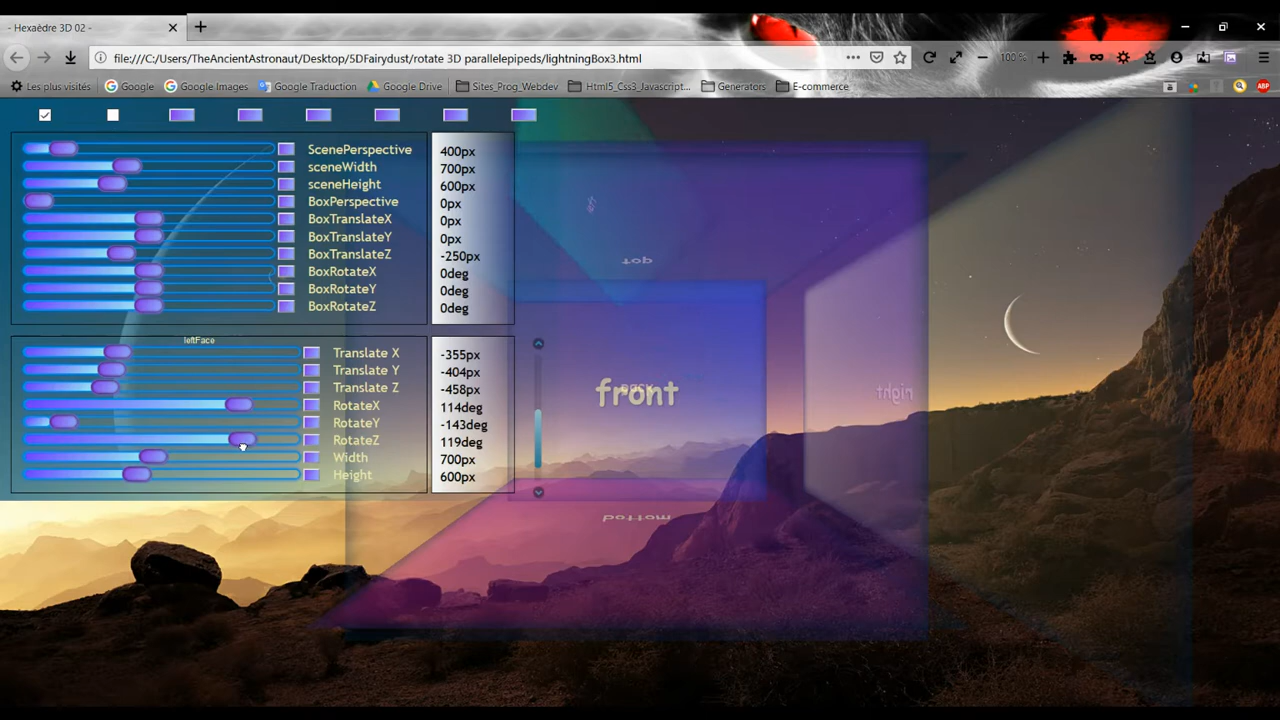 - Hexaèdre 3D 02 -
file:///C:/Users/TheAncientAstronaut/Desktop/5DFairydust/rotate 3D parallelepipeds/lightningBox3.html
100 %
Les plus visités
Google
Google Images
Google Traduction
Google Drive
Sites_Prog_Webdev
Html5_Css3_Javascript...
Generators
E-commerce
ScenePerspective 400px
sceneWidth 700px
sceneHeight 600px
BoxPerspective 0px
BoxTranslateX 0px
BoxTranslateY 0px
BoxTranslateZ -250px
BoxRotateX 0deg
BoxRotateY 0deg
BoxRotateZ 0deg
leftFace
Translate X -355px
Translate Y -404px
Translate Z -458px
RotateX 114deg
RotateY -143deg
RotateZ 119deg
Width 700px
Height 600px
top
front
back
right
bottom
ABP